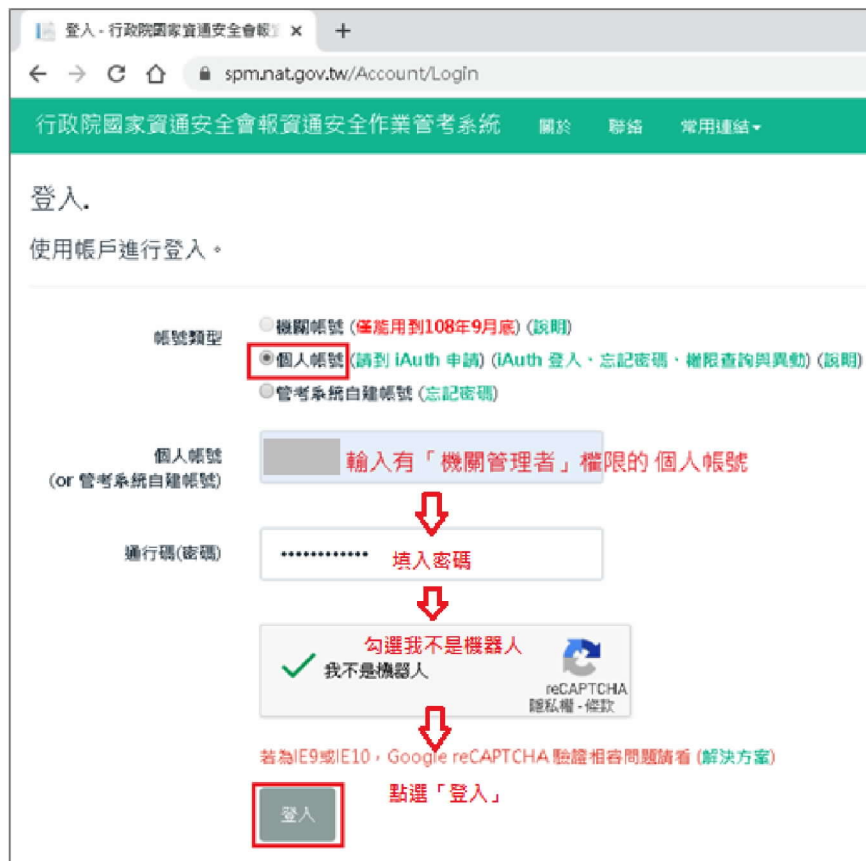 登入 - 行政院國家資通安全會報
spm.nat.gov.tw/Account/Login
行政院國家資通安全會報資通安全作業管考系統 關於 聯絡 常用連結
登入.
使用帳戶進行登入。
帳號類型
機關帳號 (僅能用到108年9月底) (說明)
個人帳號 (請到 iAuth 申請) (iAuth 登入、忘記密碼、權限查詢與異動) (說明)
管考系統自建帳號 (忘記密碼)
個人帳號
(or 管考系統自建帳號)
輸入有「機關管理者」權限的 個人帳號
通行碼(密碼)
•••••••••••• 填入密碼
勾選我不是機器人
我不是機器人
reCAPTCHA
隱私權 - 條款
若為IE9或IE10，Google reCAPTCHA 驗證相容問題請看 (解決方案)
點選「登入」
登入